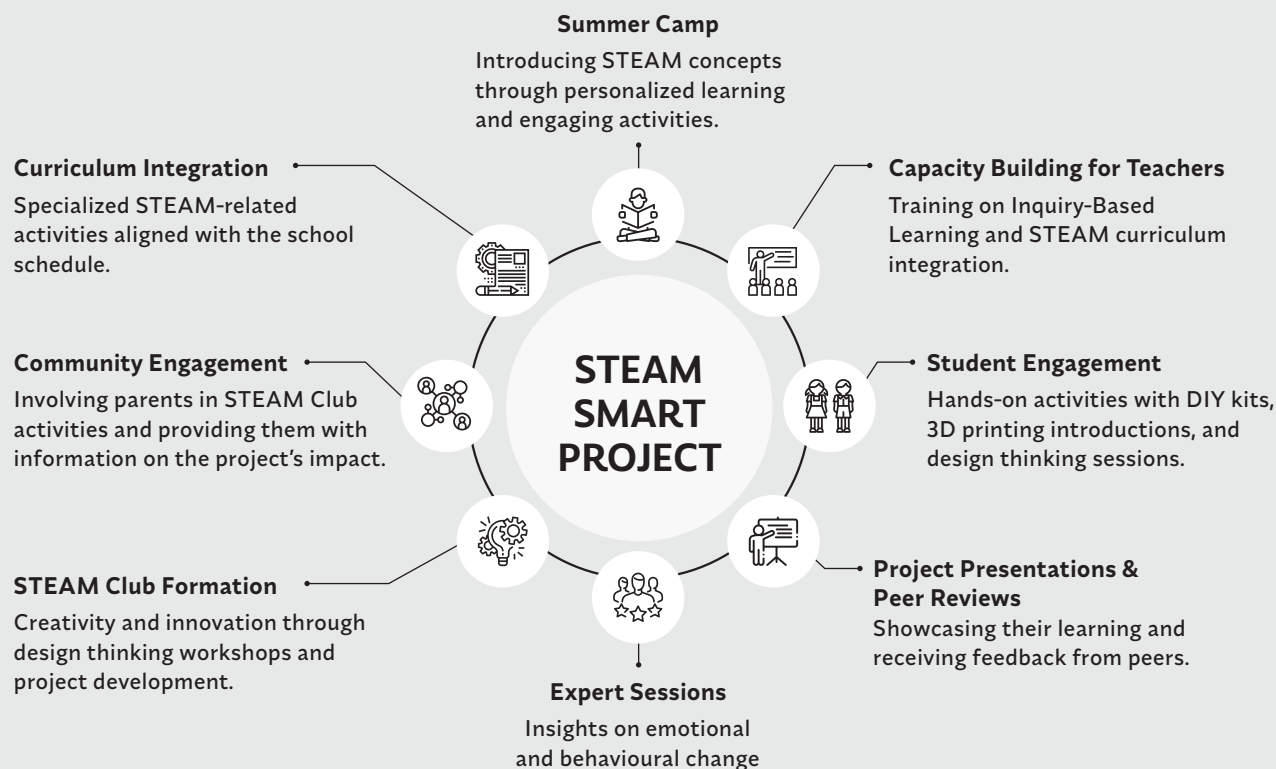 Summer Camp
Introducing STEAM concepts
through personalized learning
and engaging activities.
Curriculum Integration
Specialized STEAM-related
activities aligned with the school
schedule.
Capacity Building for Teachers
Training on Inquiry-Based
Learning and STEAM curriculum
integration.
Community Engagement
Involving parents in STEAM Club
activities and providing them with
information on the project's impact.
STEAM
SMART
PROJECT
Student Engagement
Hands-on activities with DIY kits,
3D printing introductions, and
design thinking sessions.
STEAM Club Formation
Creativity and innovation through
design thinking workshops and
project development.
Project Presentations &
Peer Reviews
Showcasing their learning and
receiving feedback from peers.
Expert Sessions
Insights on emotional
and behavioural change